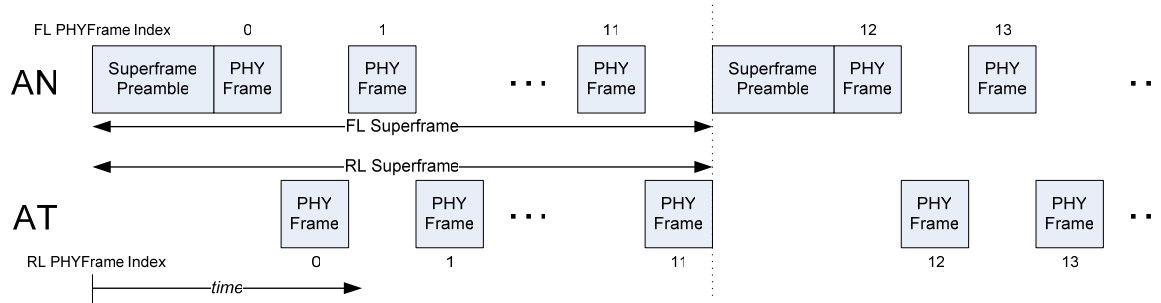 FL PHYFrame Index 0 1 11 12 13
AN Superframe Preamble PHY Frame PHY Frame ... PHY Frame Superframe Preamble PHY Frame PHY Frame ..
FL Superframe
RL Superframe
AT PHY Frame PHY Frame ... PHY Frame PHY Frame PHY Frame ..
RL PHYFrame Index 0 1 11 12 13
time